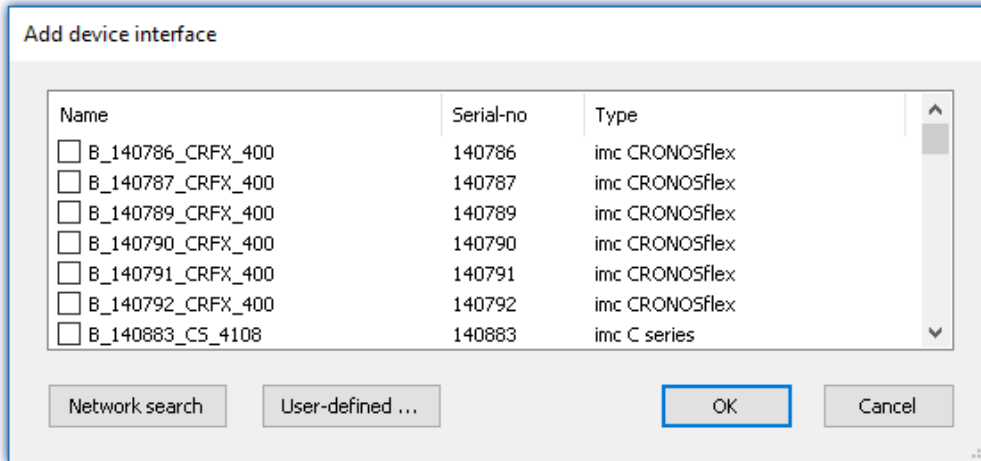 Add device interface
Name Serial-no Type
B_140786_CRFX_400 140786 imc CRONOSflex
B_140787_CRFX_400 140787 imc CRONOSflex
B_140789_CRFX_400 140789 imc CRONOSflex
B_140790_CRFX_400 140790 imc CRONOSflex
B_140791_CRFX_400 140791 imc CRONOSflex
B_140792_CRFX_400 140792 imc CRONOSflex
B_140883_CS_4108 140883 imc C series
Network search User-defined ... OK Cancel